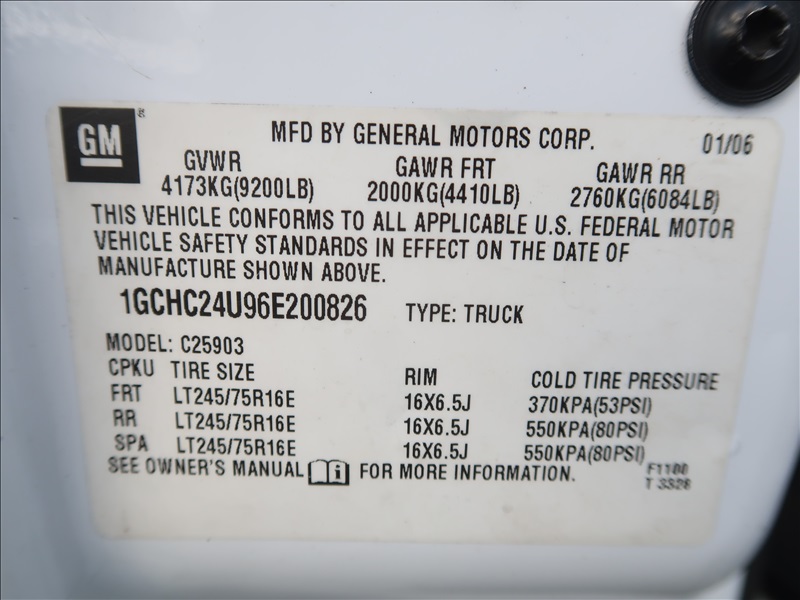 GM
MFD BY GENERAL MOTORS CORP. 01/06
GVWR GAWR FRT GAWR RR
4173KG(9200LB) 2000KG(4410LB) 2760KG(6084LB)
THIS VEHICLE CONFORMS TO ALL APPLICABLE U.S. FEDERAL MOTOR
VEHICLE SAFETY STANDARDS IN EFFECT ON THE DATE OF
MANUFACTURE SHOWN ABOVE.
1GCHC24U96E200826 TYPE: TRUCK
MODEL: C25903
CPKU TIRE SIZE RIM COLD TIRE PRESSURE
FRT LT245/75R16E 16X6.5J 370KPA(53PSI)
RR LT245/75R16E 16X6.5J 550KPA(80PSI)
SPA LT245/75R16E 16X6.5J 550KPA(80PSI)
SEE OWNER'S MANUAL i FOR MORE INFORMATION.
T 3328